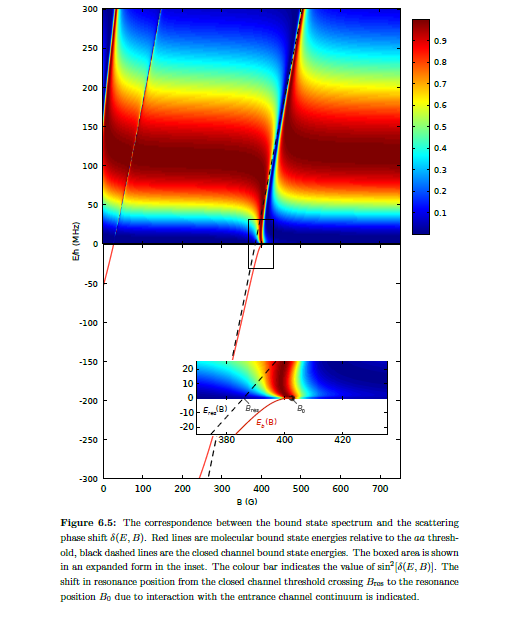 300
250
200
150
100
50
0
-50
-100
-150
-200
-250
-300
E/h (MHz)
0.9
0.8
0.7
0.6
0.5
0.4
0.3
0.2
0.1
20
10
0
-10
-20
E_res(B)
B_res
B_0
E_b(B)
380 400 420
0 100 200 300 400 500 600 700
B (G)
Figure 6.5: The correspondence between the bound state spectrum and the scattering
phase shift δ(E, B). Red lines are molecular bound state energies relative to the aa thresh-
old, black dashed lines are the closed channel bound state energies. The boxed area is shown
in an expanded form in the inset. The colour bar indicates the value of sin²[δ(E, B)]. The
shift in resonance position from the closed channel threshold crossing B_res to the resonance
position B_0 due to interaction with the entrance channel continuum is indicated.